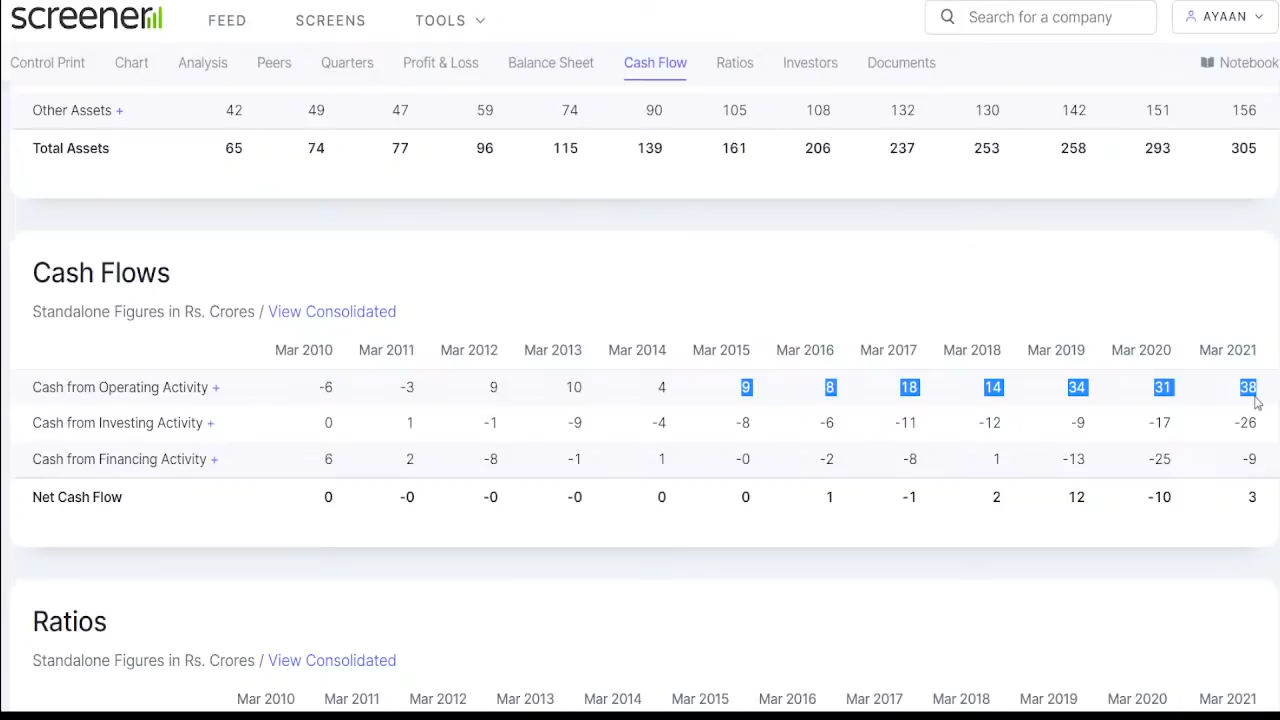 screener
FEED SCREENS TOOLS
Search for a company
AYAAN
Control Print Chart Analysis Peers Quarters Profit & Loss Balance Sheet Cash Flow Ratios Investors Documents Notebook
Other Assets + 42 49 47 59 74 90 105 108 132 130 142 151 156
Total Assets 65 74 77 96 115 139 161 206 237 253 258 293 305
Cash Flows
Standalone Figures in Rs. Crores / View Consolidated
Mar 2010 Mar 2011 Mar 2012 Mar 2013 Mar 2014 Mar 2015 Mar 2016 Mar 2017 Mar 2018 Mar 2019 Mar 2020 Mar 2021
Cash from Operating Activity + -6 -3 9 10 4 9 8 18 14 34 31 38
Cash from Investing Activity + 0 1 -1 -9 -4 -8 -6 -11 -12 -9 -17 -26
Cash from Financing Activity + 6 2 -8 -1 1 -0 -2 -8 1 -13 -25 -9
Net Cash Flow 0 -0 -0 -0 0 0 1 -1 2 12 -10 3
Ratios
Standalone Figures in Rs. Crores / View Consolidated
Mar 2010 Mar 2011 Mar 2012 Mar 2013 Mar 2014 Mar 2015 Mar 2016 Mar 2017 Mar 2018 Mar 2019 Mar 2020 Mar 2021